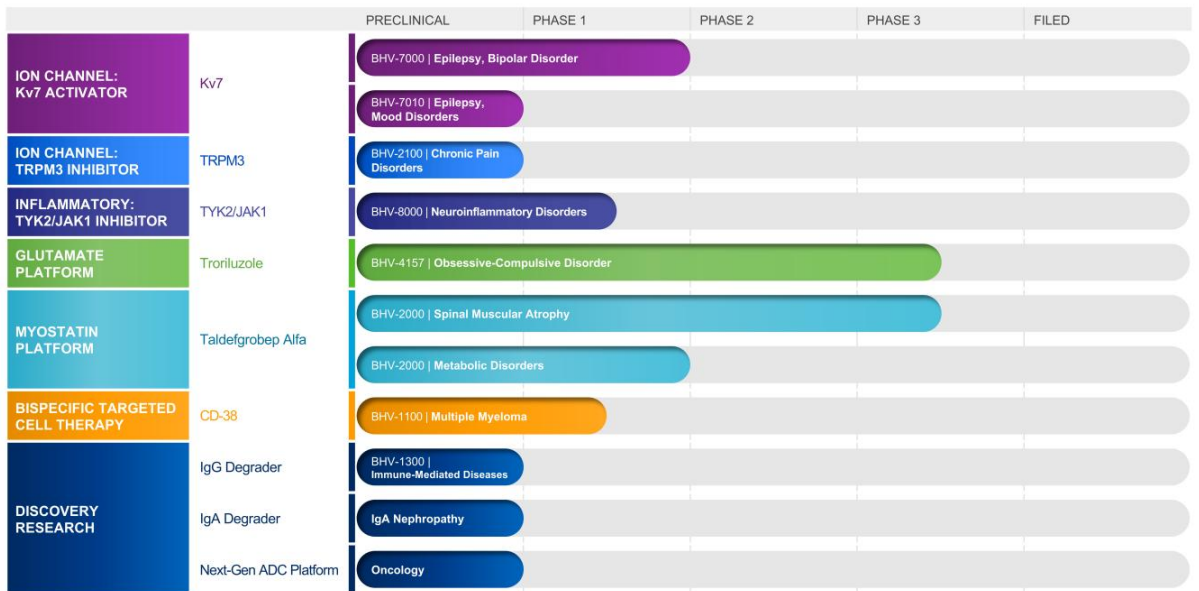 PRECLINICAL PHASE 1 PHASE 2 PHASE 3 FILED
ION CHANNEL:
Kv7 ACTIVATOR
Kv7
BHV-7000 | Epilepsy, Bipolar Disorder
BHV-7010 | Epilepsy,
Mood Disorders
ION CHANNEL:
TRPM3 INHIBITOR
TRPM3
BHV-2100 | Chronic Pain
Disorders
INFLAMMATORY:
TYK2/JAK1 INHIBITOR
TYK2/JAK1
BHV-8000 | Neuroinflammatory Disorders
GLUTAMATE
PLATFORM
Troriluzole
BHV-4157 | Obsessive-Compulsive Disorder
MYOSTATIN
PLATFORM
Taldefgrobep Alfa
BHV-2000 | Spinal Muscular Atrophy
BHV-2000 | Metabolic Disorders
BISPECIFIC TARGETED
CELL THERAPY
CD-38
BHV-1100 | Multiple Myeloma
DISCOVERY
RESEARCH
IgG Degrader
BHV-1300 |
Immune-Mediated Diseases
IgA Degrader
IgA Nephropathy
Next-Gen ADC Platform
Oncology